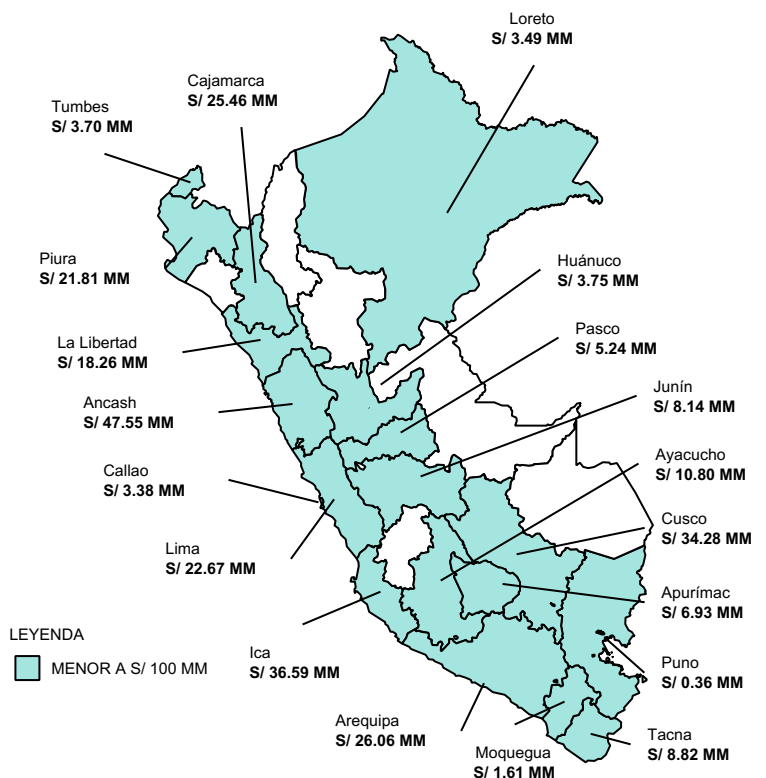 Loreto
S/ 3.49 MM
Cajamarca
S/ 25.46 MM
Tumbes
S/ 3.70 MM
Piura
S/ 21.81 MM
Huánuco
S/ 3.75 MM
Pasco
S/ 5.24 MM
La Libertad
S/ 18.26 MM
Junín
S/ 8.14 MM
Ancash
S/ 47.55 MM
Ayacucho
S/ 10.80 MM
Callao
S/ 3.38 MM
Cusco
S/ 34.28 MM
Lima
S/ 22.67 MM
Apurímac
S/ 6.93 MM
LEYENDA
MENOR A S/ 100 MM
Ica
S/ 36.59 MM
Puno
S/ 0.36 MM
Arequipa
S/ 26.06 MM
Moquegua
S/ 1.61 MM
Tacna
S/ 8.82 MM